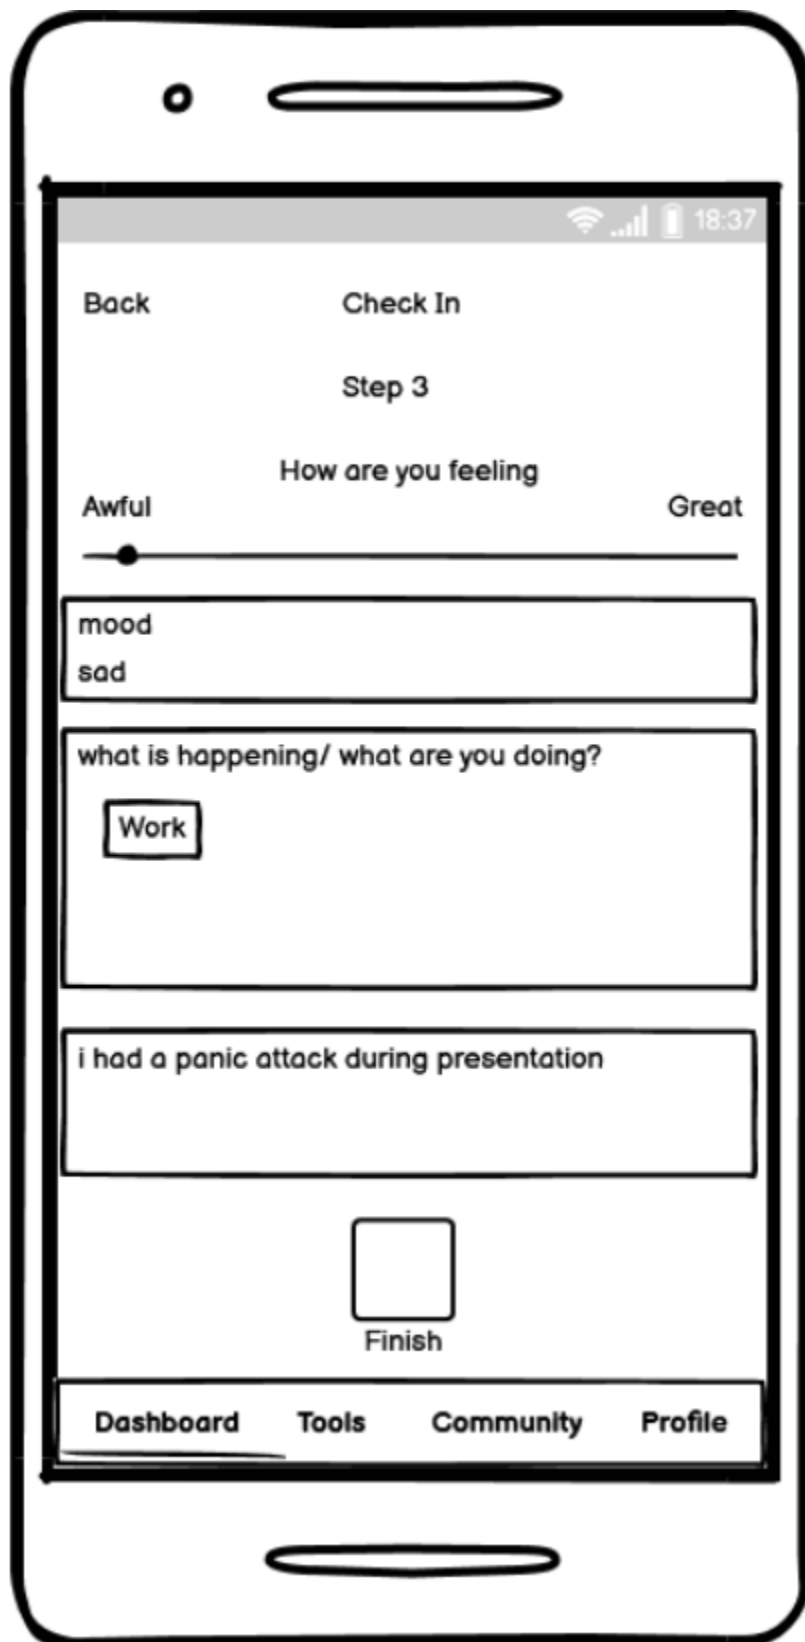 18:37
Back Check In
Step 3
How are you feeling
Awful Great
mood
sad
what is happening/ what are you doing?
Work
i had a panic attack during presentation
Finish
Dashboard Tools Community Profile